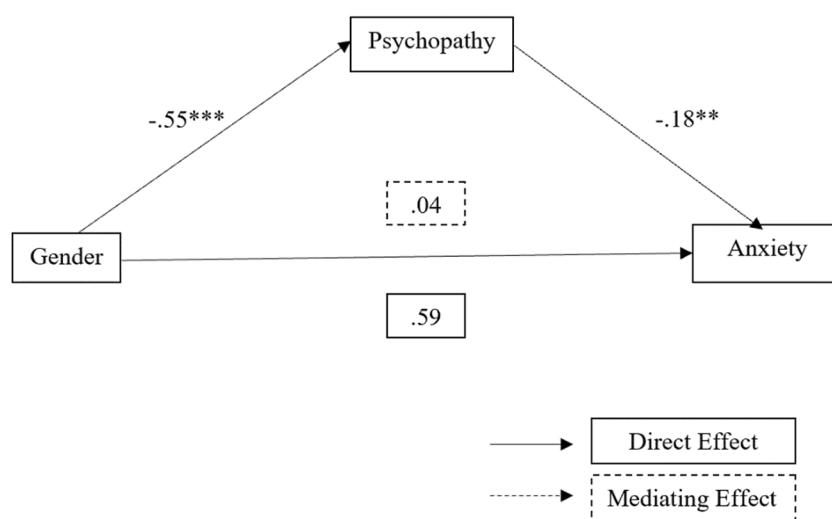 Psychopathy
-.55***
-.18**
.04
Gender
Anxiety
.59
Direct Effect
Mediating Effect